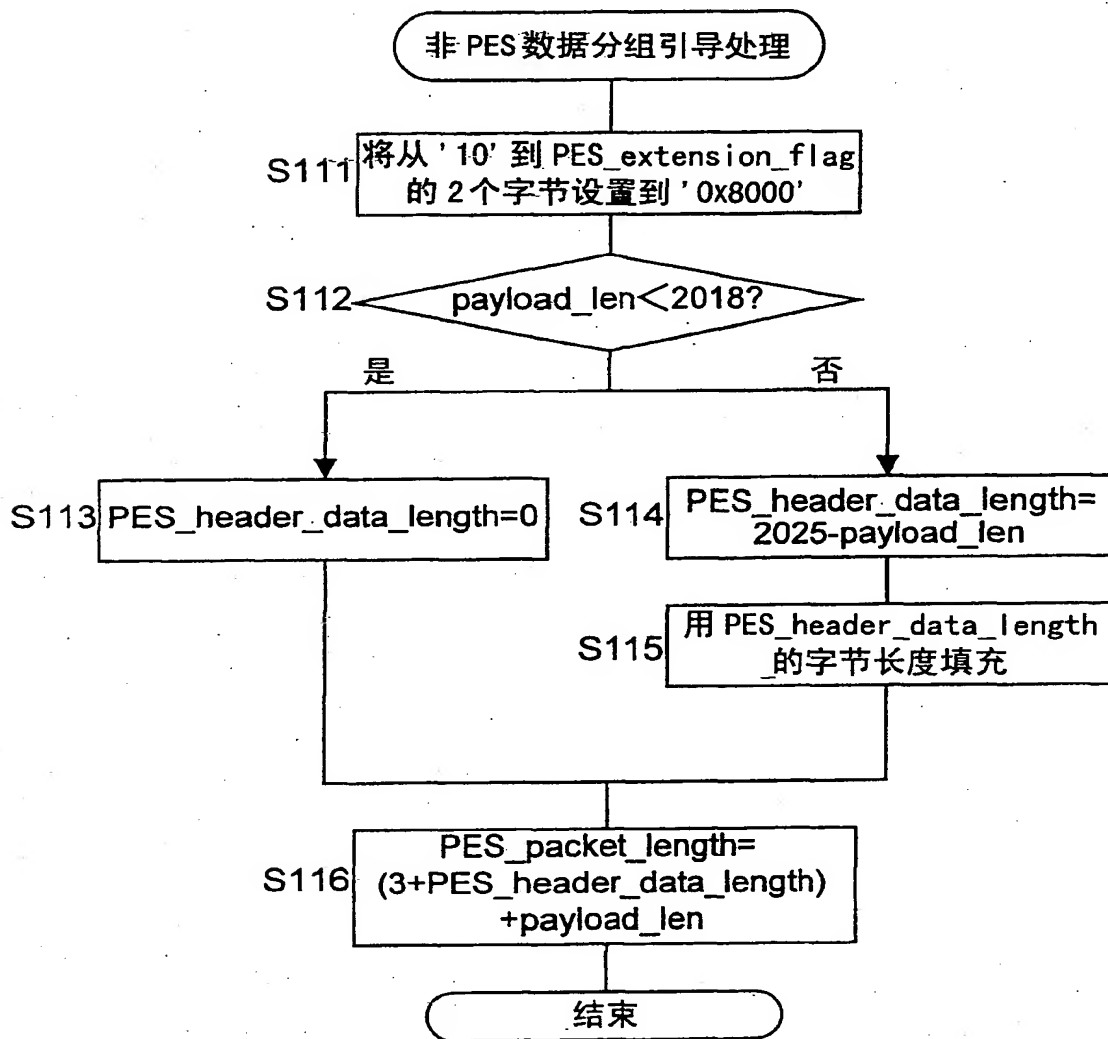 非PES数据分组引导处理
S111
将从'10'到PES_extension_flag
的2个字节设置到'0X8000'
S112
payload_len<2018?
是
否
S113
PES_header_data_length=0
S114
PES_header_data_length=
2025-payload_len
S115
用PES_header_data_length
的字节长度填充
S116
PES_packet_length=
(3+PES_header_data_length)
+payload_len
结束